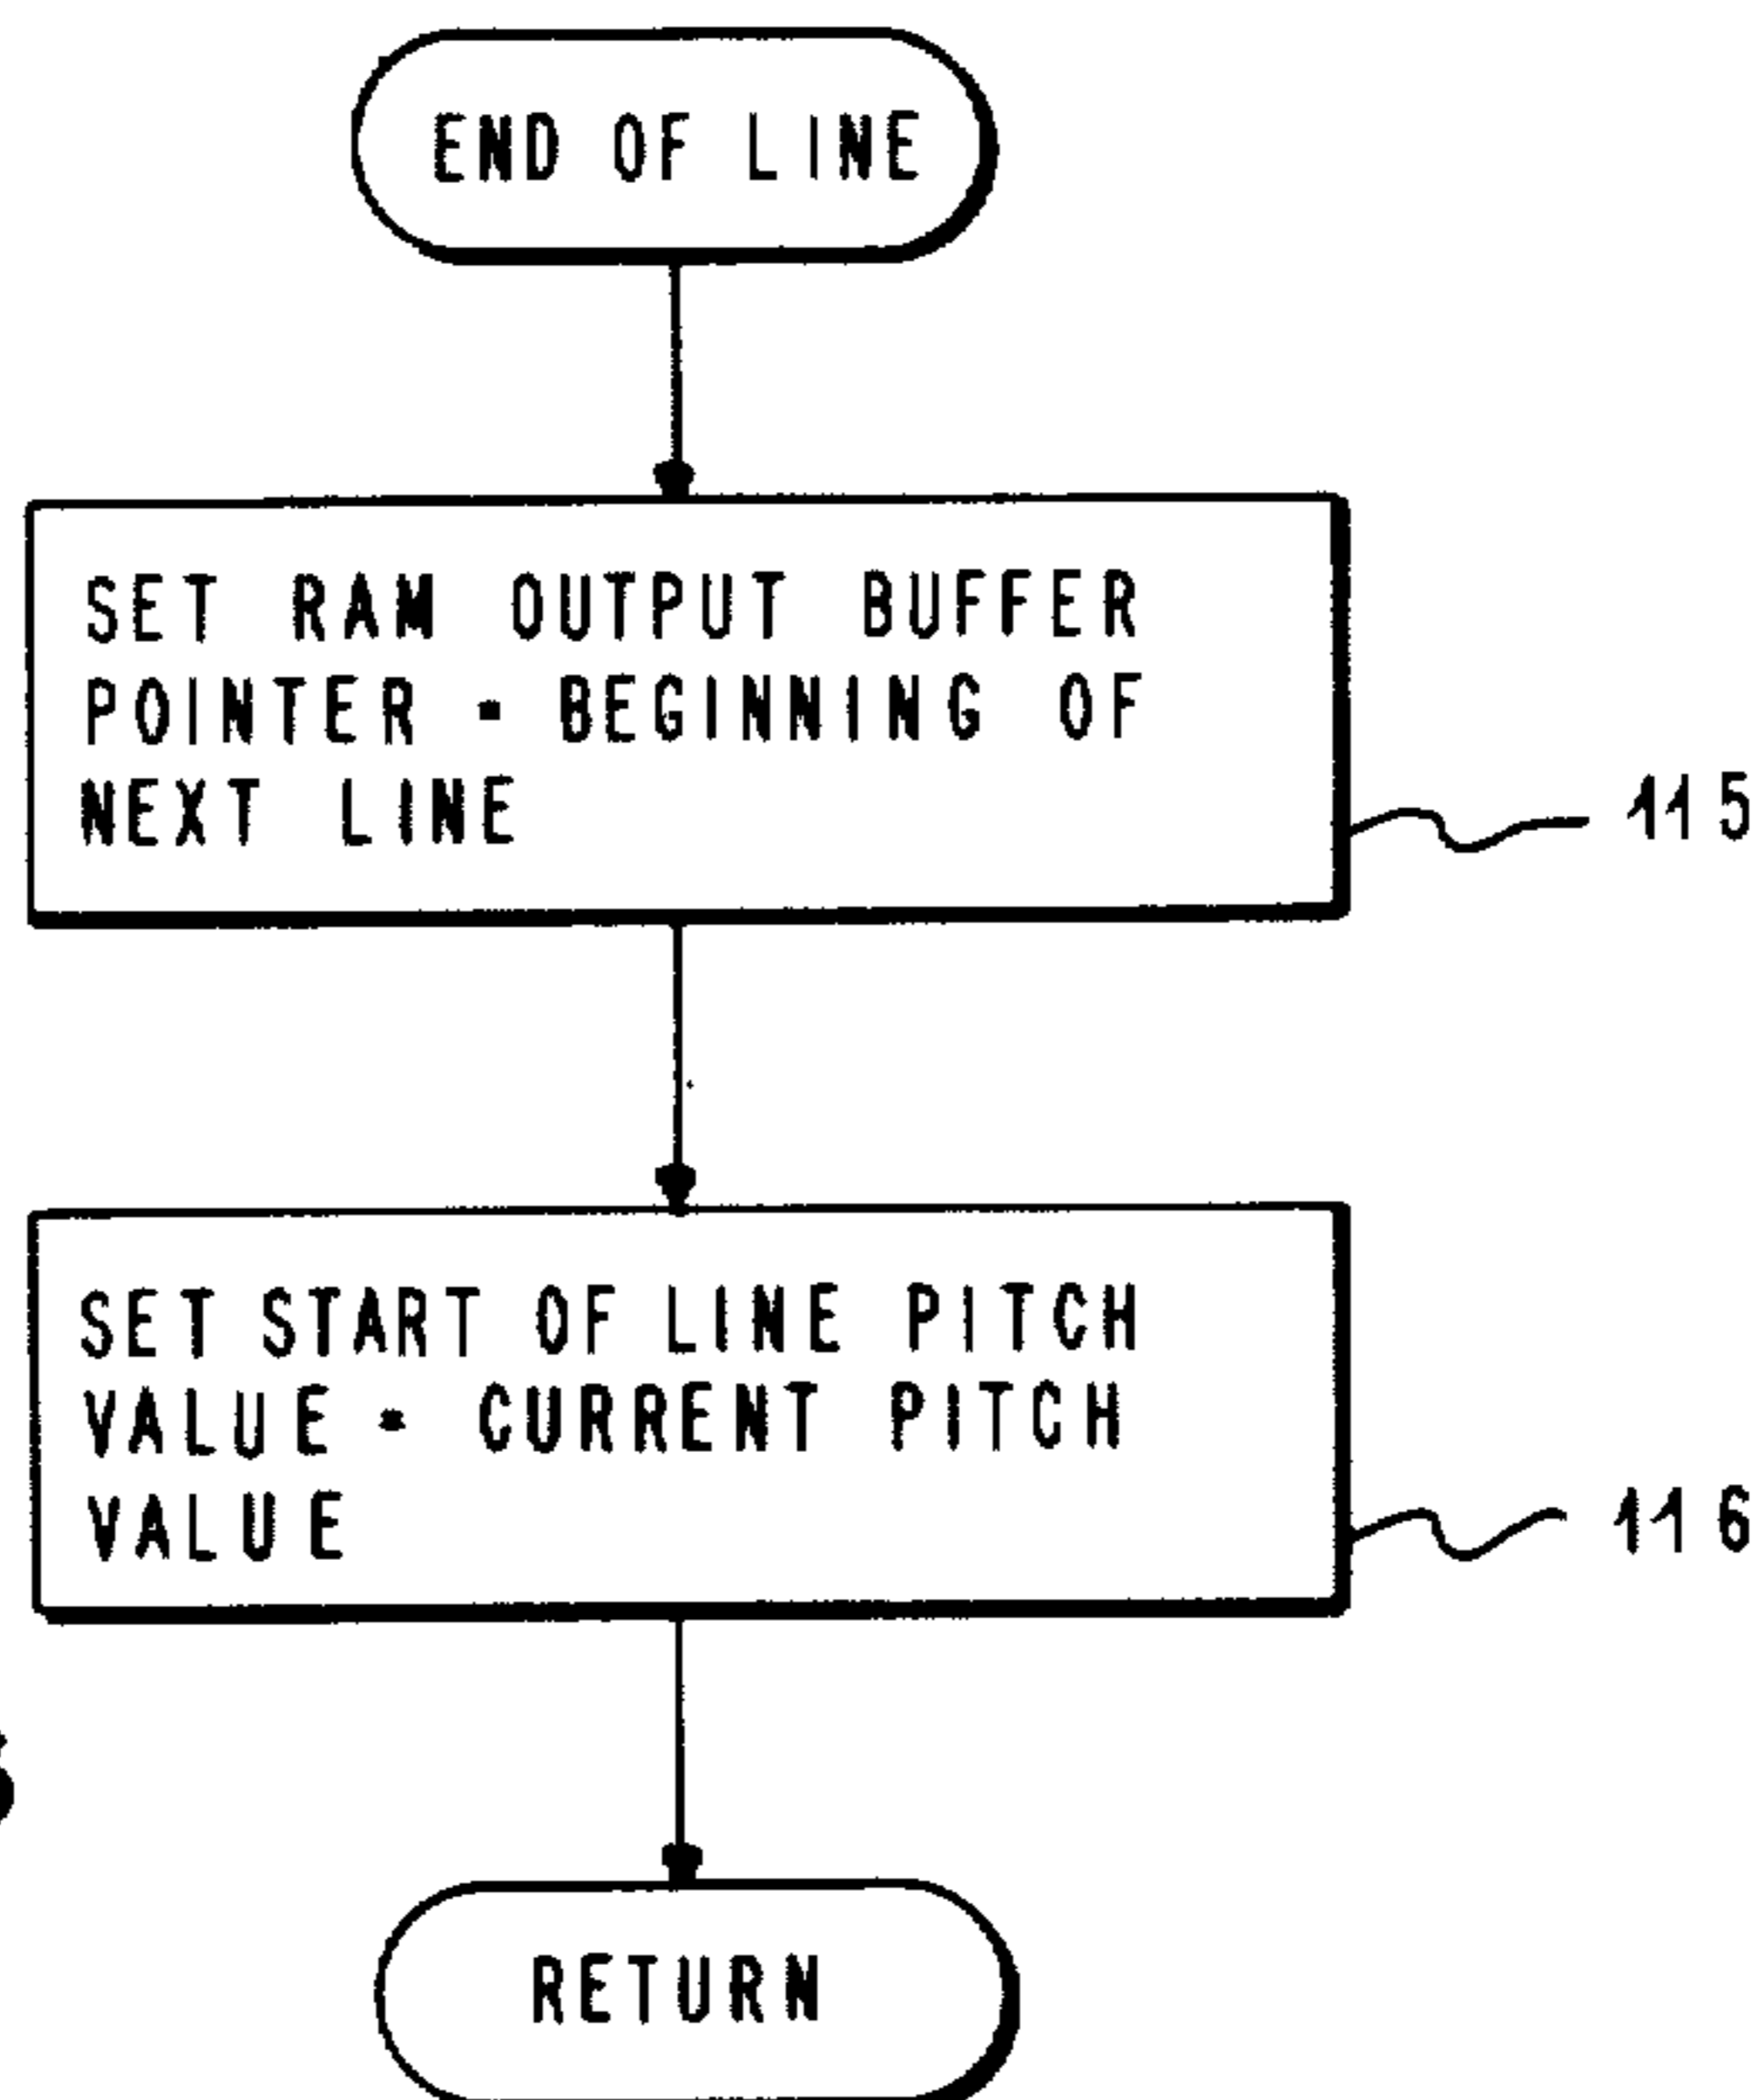 END OF LINE
SET RAM OUTPUT BUFFER
POINTER = BEGINNING OF
NEXT LINE
115
SET START OF LINE PITCH
VALUE = CURRENT PITCH
VALUE
116
RETURN